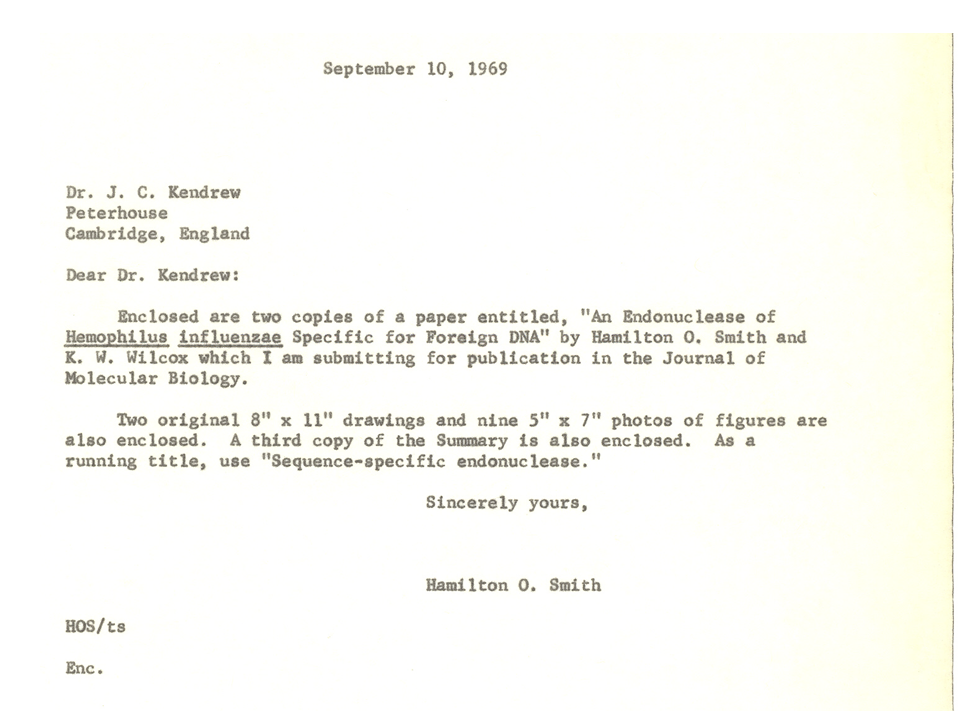 September 10, 1969
Dr. J. C. Kendrew
Peterhouse
Cambridge, England
Dear Dr. Kendrew:
Enclosed are two copies of a paper entitled, "An Endonuclease of
Hemophilus influenzae Specific for Foreign DNA" by Hamilton O. Smith and
K. W. Wilcox which I am submitting for publication in the Journal of
Molecular Biology.
Two original 8" x 11" drawings and nine 5" x 7" photos of figures are
also enclosed. A third copy of the Summary is also enclosed. As a
running title, use "Sequence-specific endonuclease."
Sincerely yours,
Hamilton O. Smith
HOS/ts
Enc.